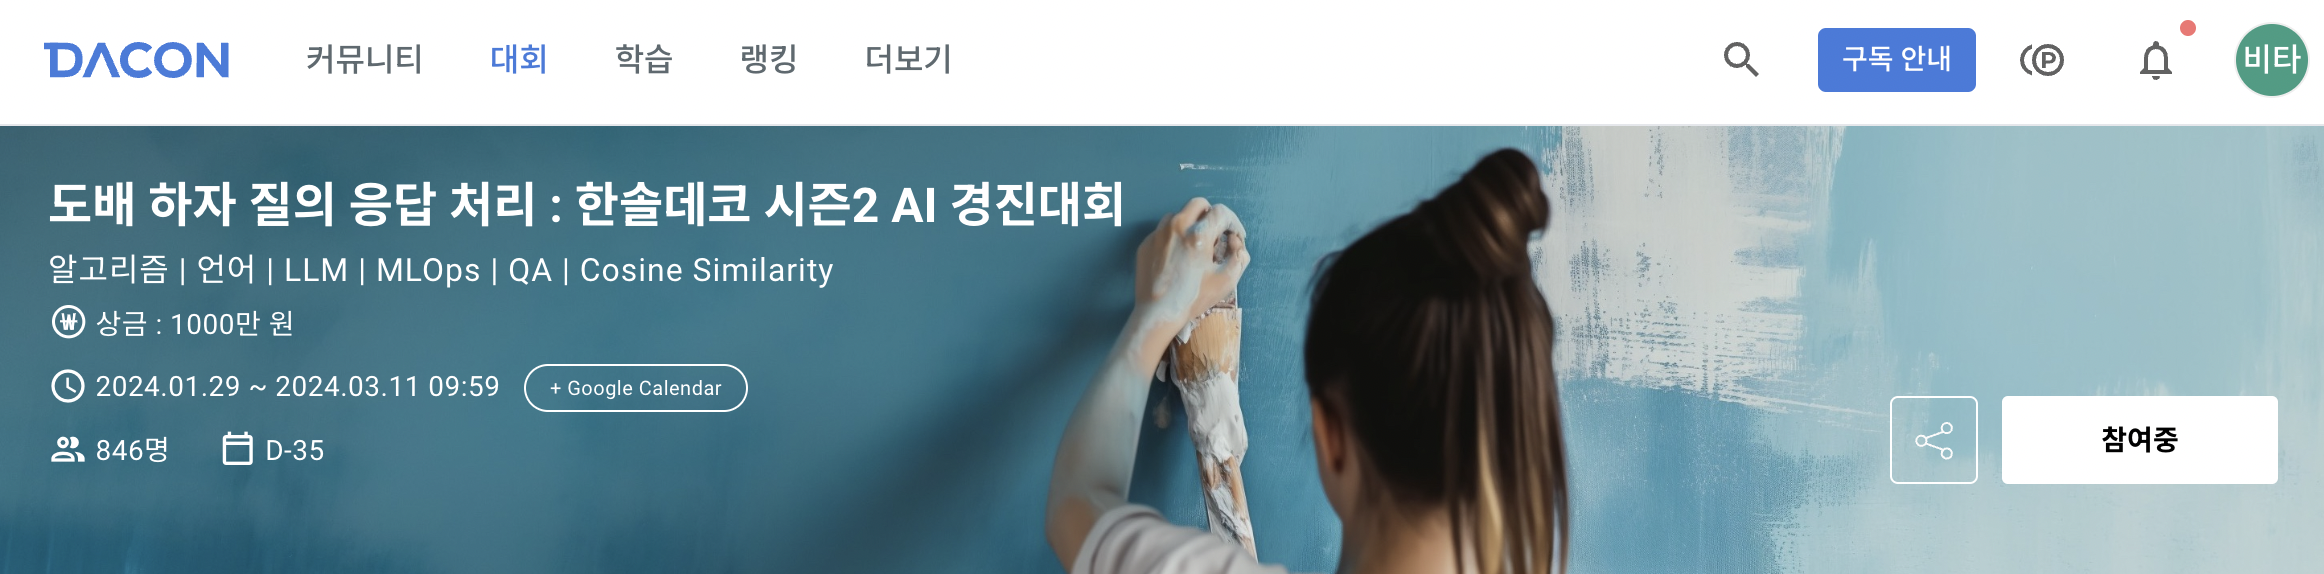 DACON 커뮤니티 대회 학습 랭킹 더보기 구독 안내 비타
도배 하자 질의 응답 처리 : 한솔데코 시즌2 AI 경진대회
알고리즘 | 언어 | LLM | MLOps | QA | Cosine Similarity
상금 : 1000만 원
2024.01.29 ~ 2024.03.11 09:59 + Google Calendar
846명 D-35
참여중